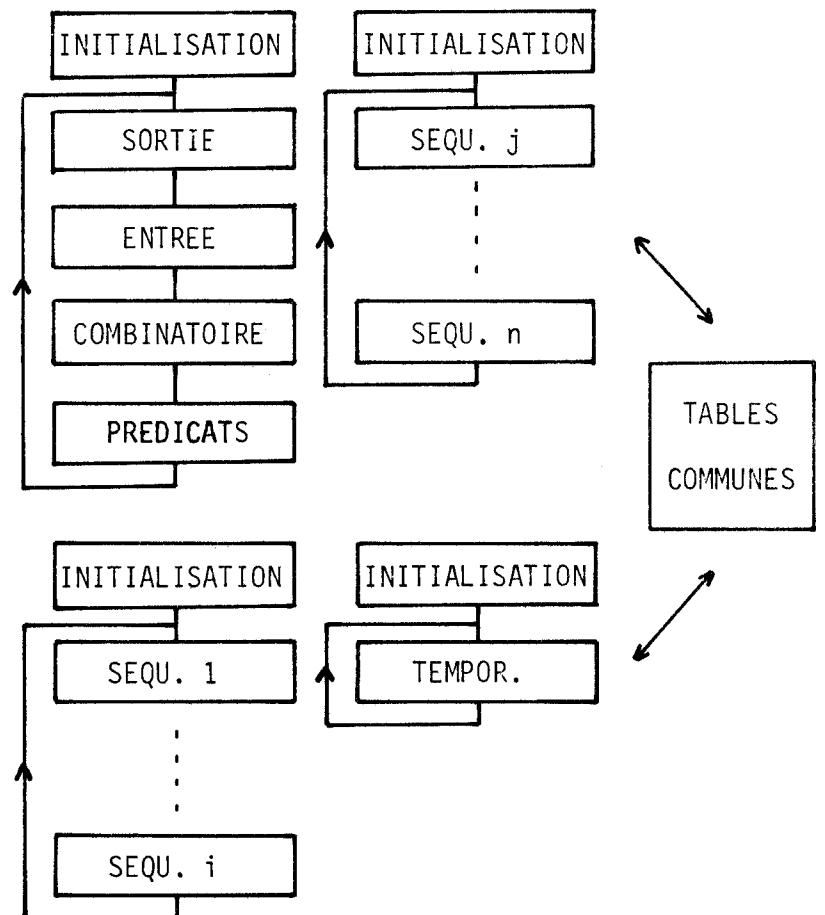 INITIALISATION
SORTIE
ENTREE
COMBINATOIRE
PREDICATS
INITIALISATION
SEQU. j
SEQU. n
TABLES
COMMUNES
INITIALISATION
SEQU. 1
SEQU. i
INITIALISATION
TEMPOR.